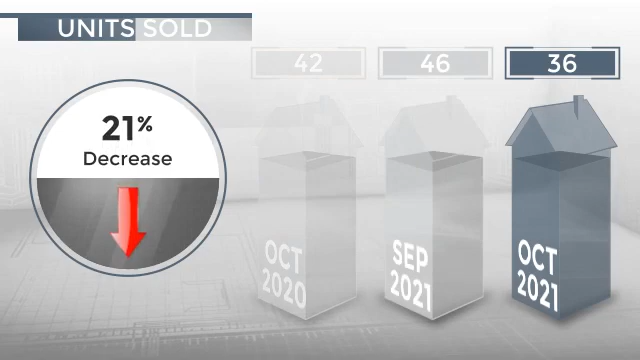 UNITS SOLD
42
46
36
21%
Decrease
OCT
2020
SEP
2021
OCT
2021